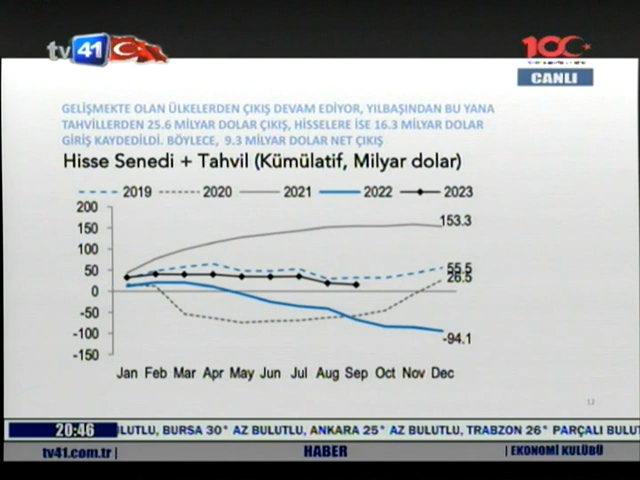 tv 41
100
CANLI
GELİŞMEKTE OLAN ÜLKELERDEN ÇIKIŞ DEVAM EDİYOR, YILBAŞINDAN BU YANA
TAHVİLLERDEN 25.6 MİLYAR DOLAR ÇIKIŞ, HİSSELERE İSE 16.3 MİLYAR DOLAR
GİRİŞ KAYDEDİLDİ. BÖYLECE, 9.3 MİLYAR DOLAR NET ÇIKIŞ
Hisse Senedi + Tahvil (Kümülatif, Milyar dolar)
2019 2020 2021 2022 2023
200
150
100
50
0
-50
-100
-150
153.3
55.5
26.5
-94.1
Jan Feb Mar Apr May Jun Jul Aug Sep Oct Nov Dec
12
20:46 ULUTLU, BURSA 30° AZ BULUTLU, ANKARA 25° AZ BULUTLU, TRABZON 26° PARÇALI BULUT
tv41.com.tr | HABER | EKONOMİ KULÜBÜ